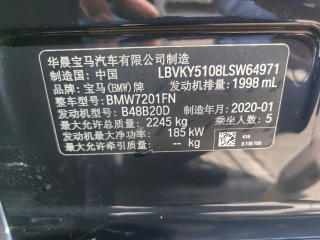 华晨宝马汽车有限公司制造
制造国：中国 LBVKY5108LSW64971
品牌：宝马(BMW)牌 发动机排量：1998 mL
整车型号：BMW7201FN
发动机型号：B48B20D 制造年月：2020-01
最大允许总质量：2245 kg 乘坐人数：5
发动机最大净功率：185 kW
最大允许牵引质量：-- kg